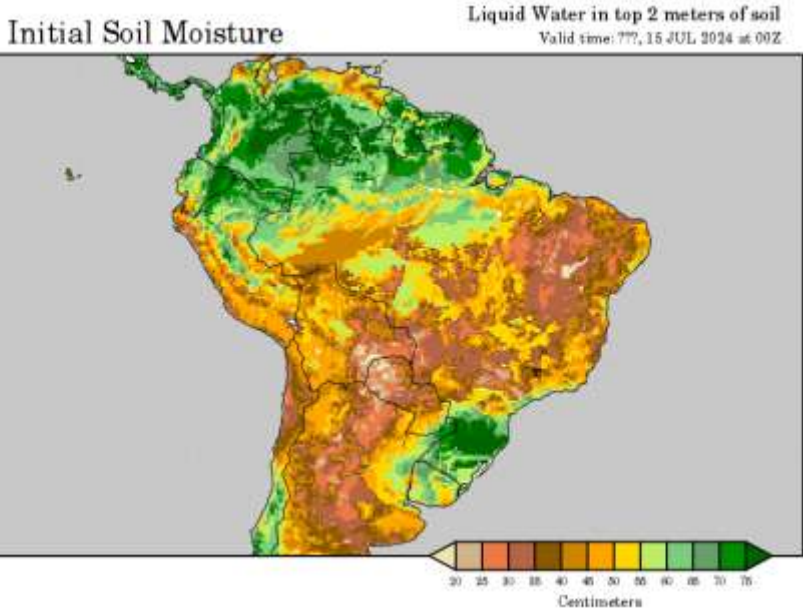 Initial Soil Moisture
Liquid Water in top 2 meters of soil
Valid time: ???, 15 JUL 2024 at 00Z
20 25 30 35 40 45 50 55 60 65 70 75
Centimeters